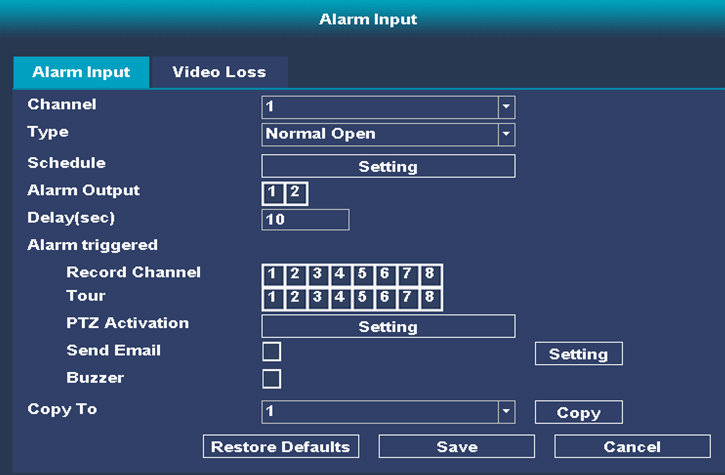 Alarm Input
Alarm Input Video Loss
Channel 1
Type Normal Open
Schedule Setting
Alarm Output 1 2
Delay(sec) 10
Alarm triggered
Record Channel 1 2 3 4 5 6 7 8
Tour 1 2 3 4 5 6 7 8
PTZ Activation Setting
Send Email Setting
Buzzer
Copy To 1 Copy
Restore Defaults Save Cancel